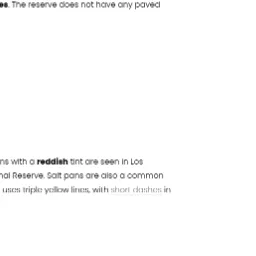 es. The reserve does not have any paved
ns with a reddish tint are seen in Los
nal Reserve. Salt pans are also a common
uses triple yellow lines, with short dashes in